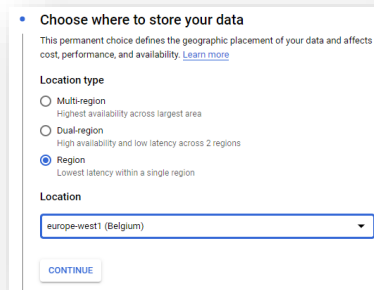 Choose where to store your data
This permanent choice defines the geographic placement of your data and affects
cost, performance, and availability. Learn more
Location type
Multi-region
Highest availability across largest area
Dual-region
High availability and low latency across 2 regions
Region
Lowest latency within a single region
Location
europe-west1 (Belgium)
CONTINUE